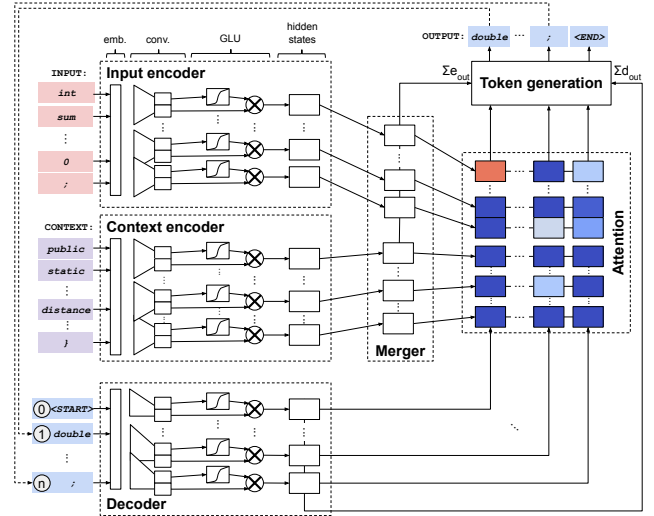 OUTPUT: double ... ; <END>
emb. conv. GLU hidden states
Σe_out Token generation Σd_out
INPUT:
Input encoder
int
sum
⋮
0
;
CONTEXT:
Context encoder
public
static
⋮
distance
⋮
}
Merger
Attention
0 <START>
1 double
⋮
n ;
Decoder